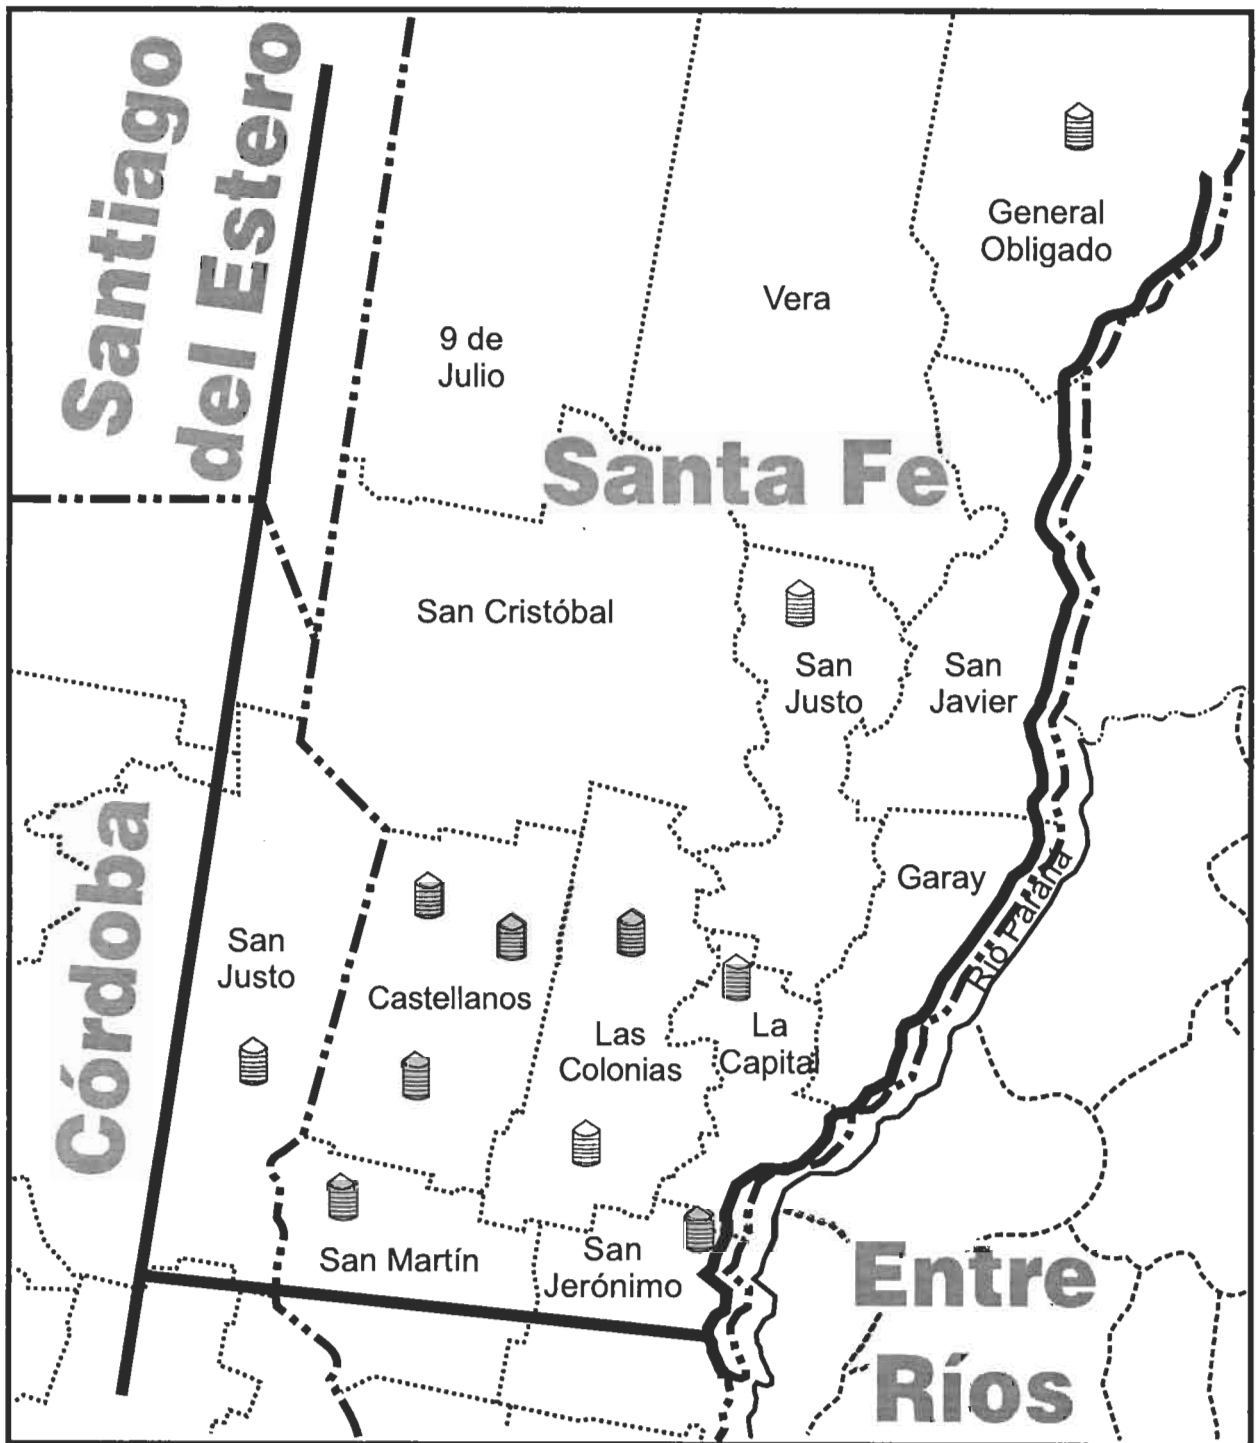 Santiago
del Estero
General
Obligado
Vera
9 de
Julio
Santa Fe
San Cristóbal
San
Justo
San
Javier
Córdoba
Garay
Río Paraná
San
Justo
Castellanos
Las
Colonias
La
Capital
San Martín
San
Jerónimo
Entre
Ríos